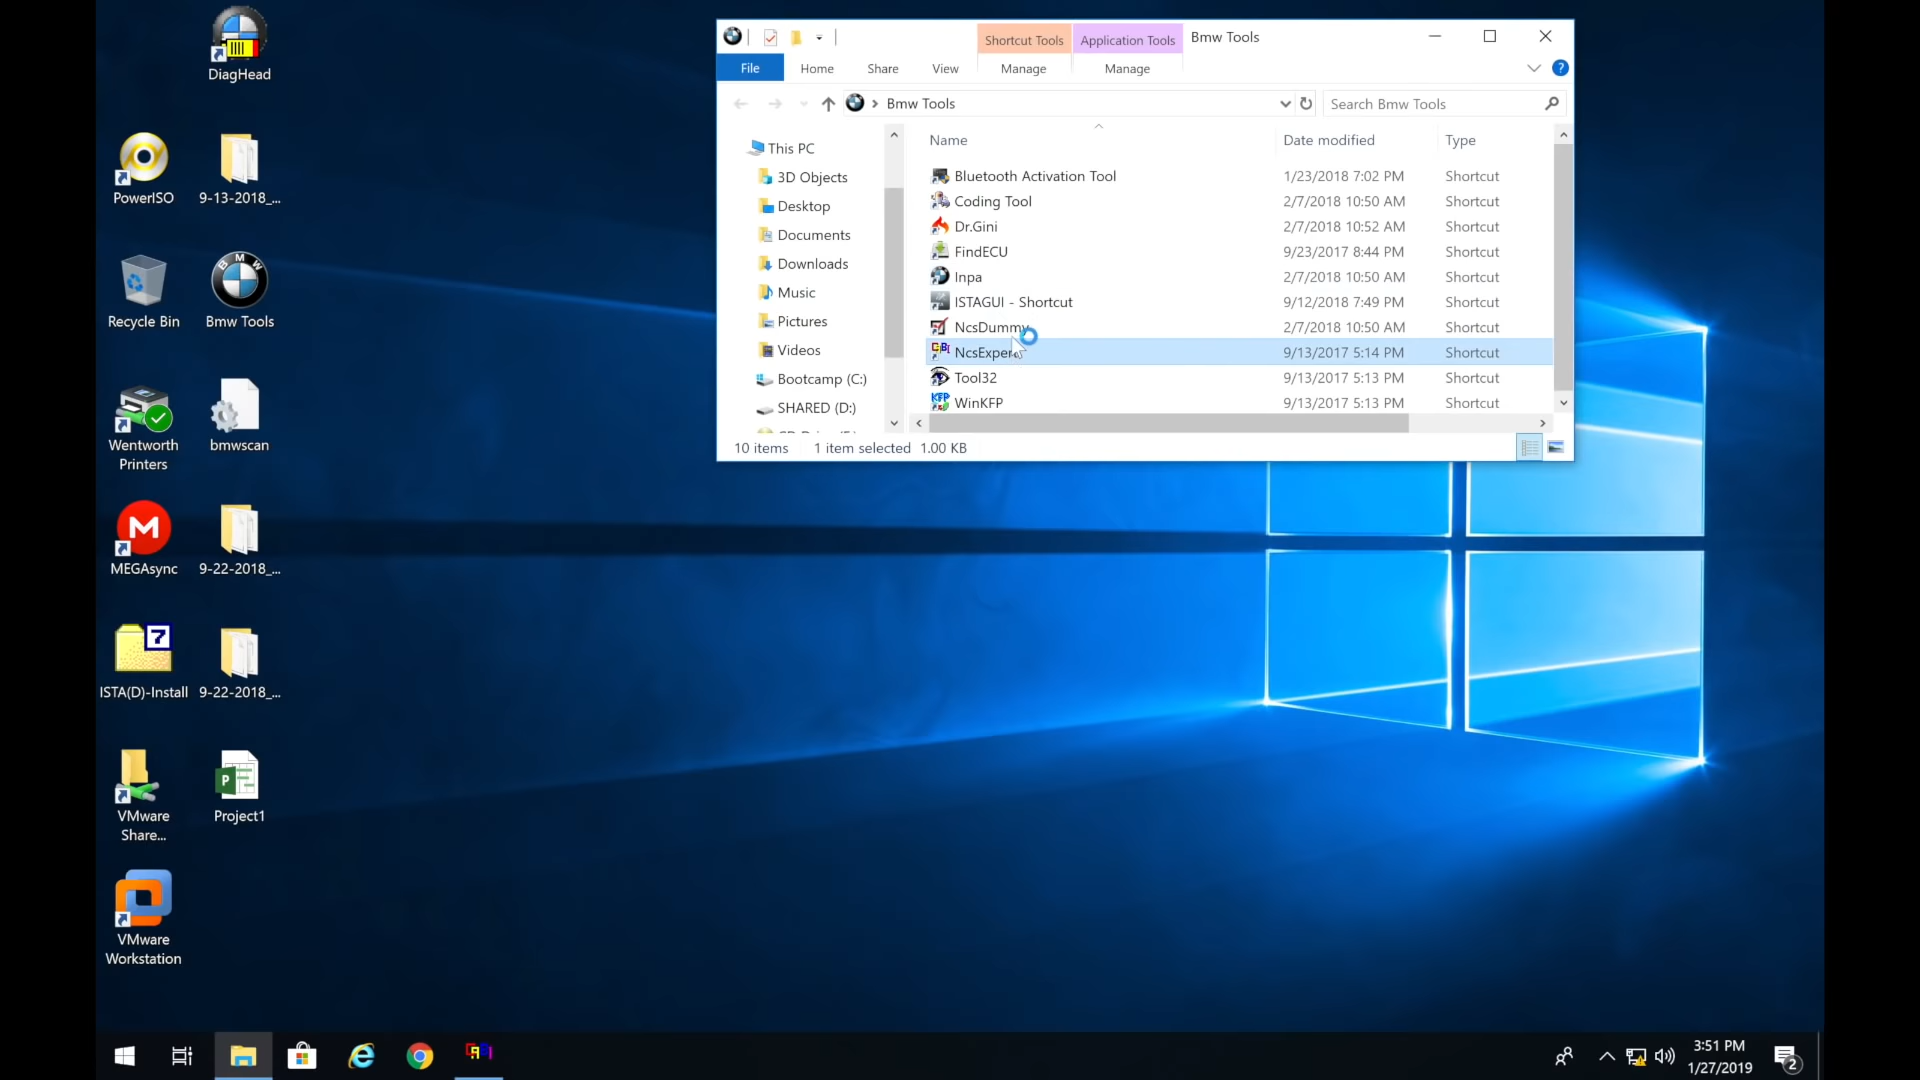 DiagHead
PowerISO
9-13-2018_...
Recycle Bin
Bmw Tools
Wentworth
Printers
bmwscan
MEGAsync
9-22-2018_...
ISTA(D)-Install
9-22-2018_...
VMware
Share...
Project1
VMware
Workstation
Shortcut Tools
Application Tools
Bmw Tools
File
Home
Share
View
Manage
Manage
Bmw Tools
Search Bmw Tools
This PC
3D Objects
Desktop
Documents
Downloads
Music
Pictures
Videos
Bootcamp (C:)
SHARED (D:)
Name
Date modified
Type
Bluetooth Activation Tool
1/23/2018 7:02 PM
Shortcut
Coding Tool
2/7/2018 10:50 AM
Shortcut
Dr.Gini
2/7/2018 10:52 AM
Shortcut
FindECU
9/23/2017 8:44 PM
Shortcut
Inpa
2/7/2018 10:50 AM
Shortcut
ISTAGUI - Shortcut
9/12/2018 7:49 PM
Shortcut
NcsDummy
2/7/2018 10:50 AM
Shortcut
9/13/2017 5:14 PM
Shortcut
Tool32
9/13/2017 5:13 PM
Shortcut
WinKFP
9/13/2017 5:13 PM
Shortcut
10 items
1 item selected
1.00 KB
3:51 PM
1/27/2019
2